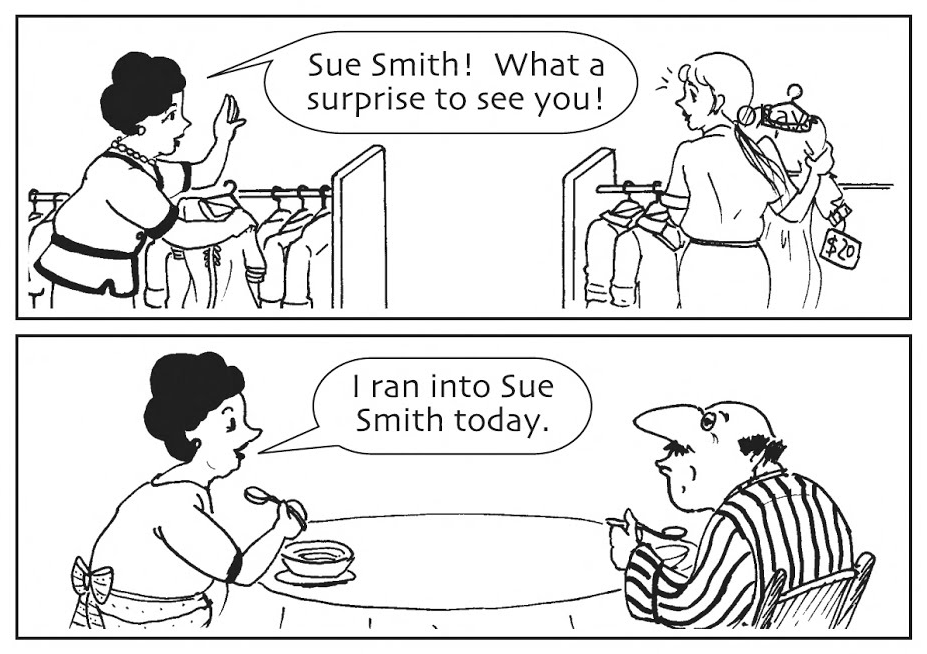 Sue Smith! What a
surprise to see you!
$20
I ran into Sue
Smith today.